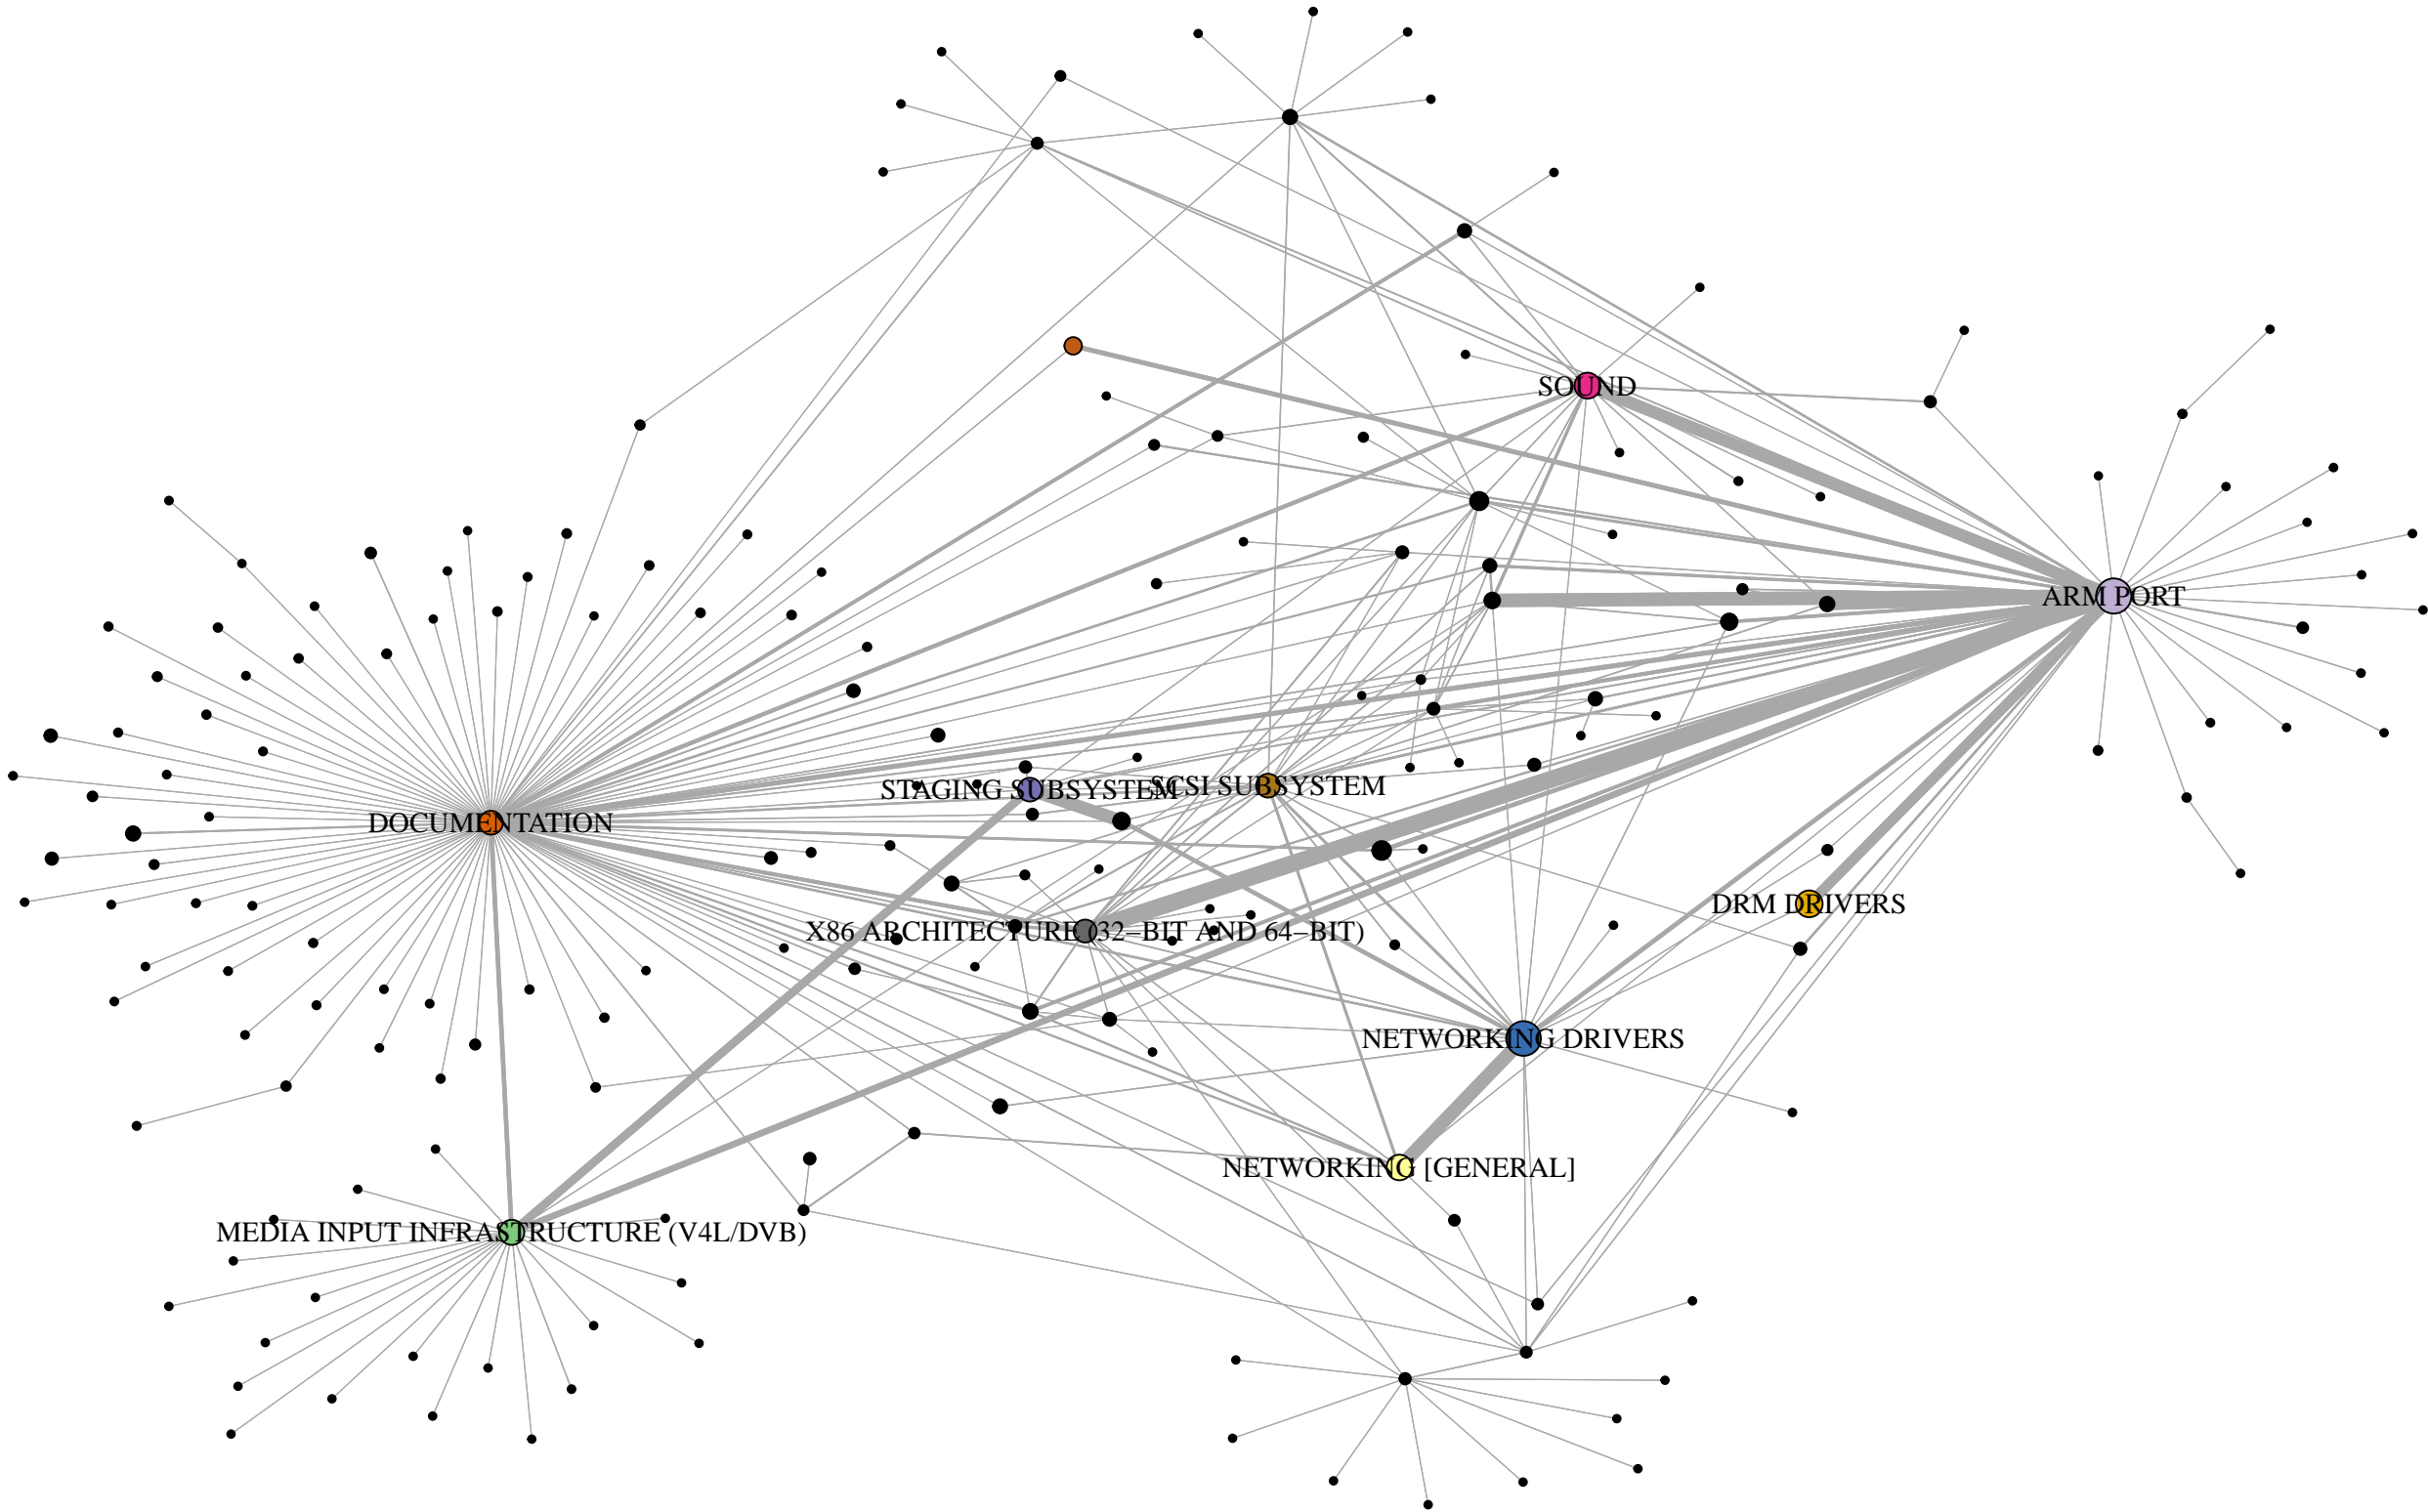 SOUND
ARM PORT
STAGING SUBSYSTEM
SCSI SUBSYSTEM
DOCUMENTATION
DRM DRIVERS
X86 ARCHITECTURE (32−BIT AND 64−BIT)
NETWORKING DRIVERS
NETWORKING [GENERAL]
MEDIA INPUT INFRASTRUCTURE (V4L/DVB)